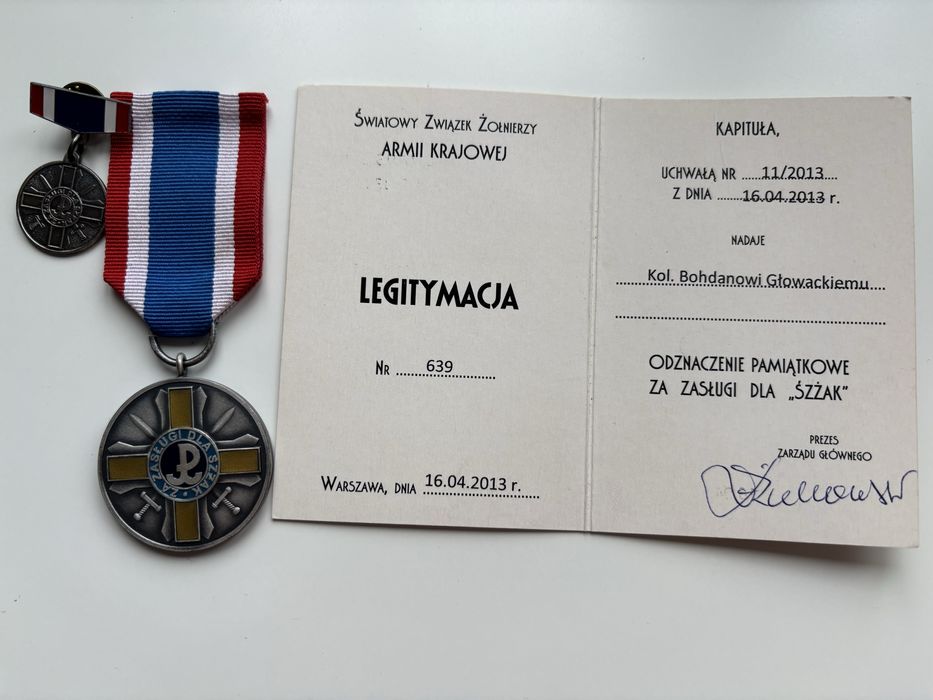 ZA ZASŁUGI DLA ŚZŻAK
ŚWIATOWY ZWIĄZEK ŻOŁNIERZY
ARMII KRAJOWEJ
LEGITYMACJA
NR 639
WARSZAWA, DNIA 16.04.2013 r.
KAPITUŁA,
UCHWAŁĄ NR 11/2013
Z DNIA 16.04.2013 r.
NADAJE
Kol. Bohdanowi Głowackiemu
ODZNACZENIE PAMIĄTKOWE
ZA ZASŁUGI DLA „ŚZŻAK”
PREZES
ZARZĄDU GŁÓWNEGO